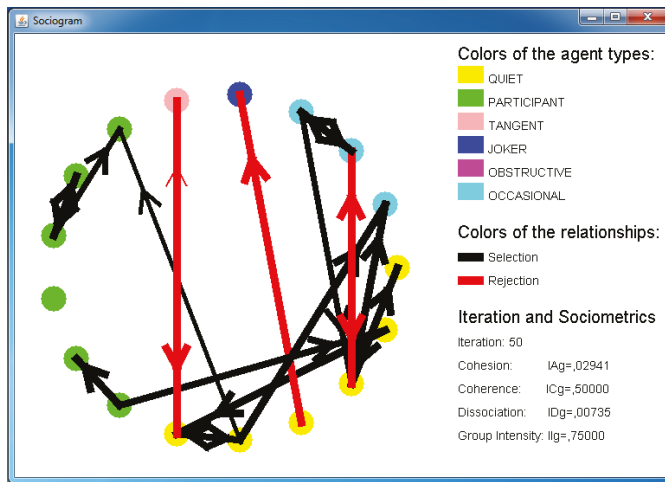 Sociogram
Colors of the agent types:
QUIET
PARTICIPANT
TANGENT
JOKER
OBSTRUCTIVE
OCCASIONAL
Colors of the relationships:
Selection
Rejection
Iteration and Sociometrics
Iteration: 50
Cohesion: IAg=,02941
Coherence: ICg=,50000
Dissociation: IDg=,00735
Group Intensity: IIg=,75000